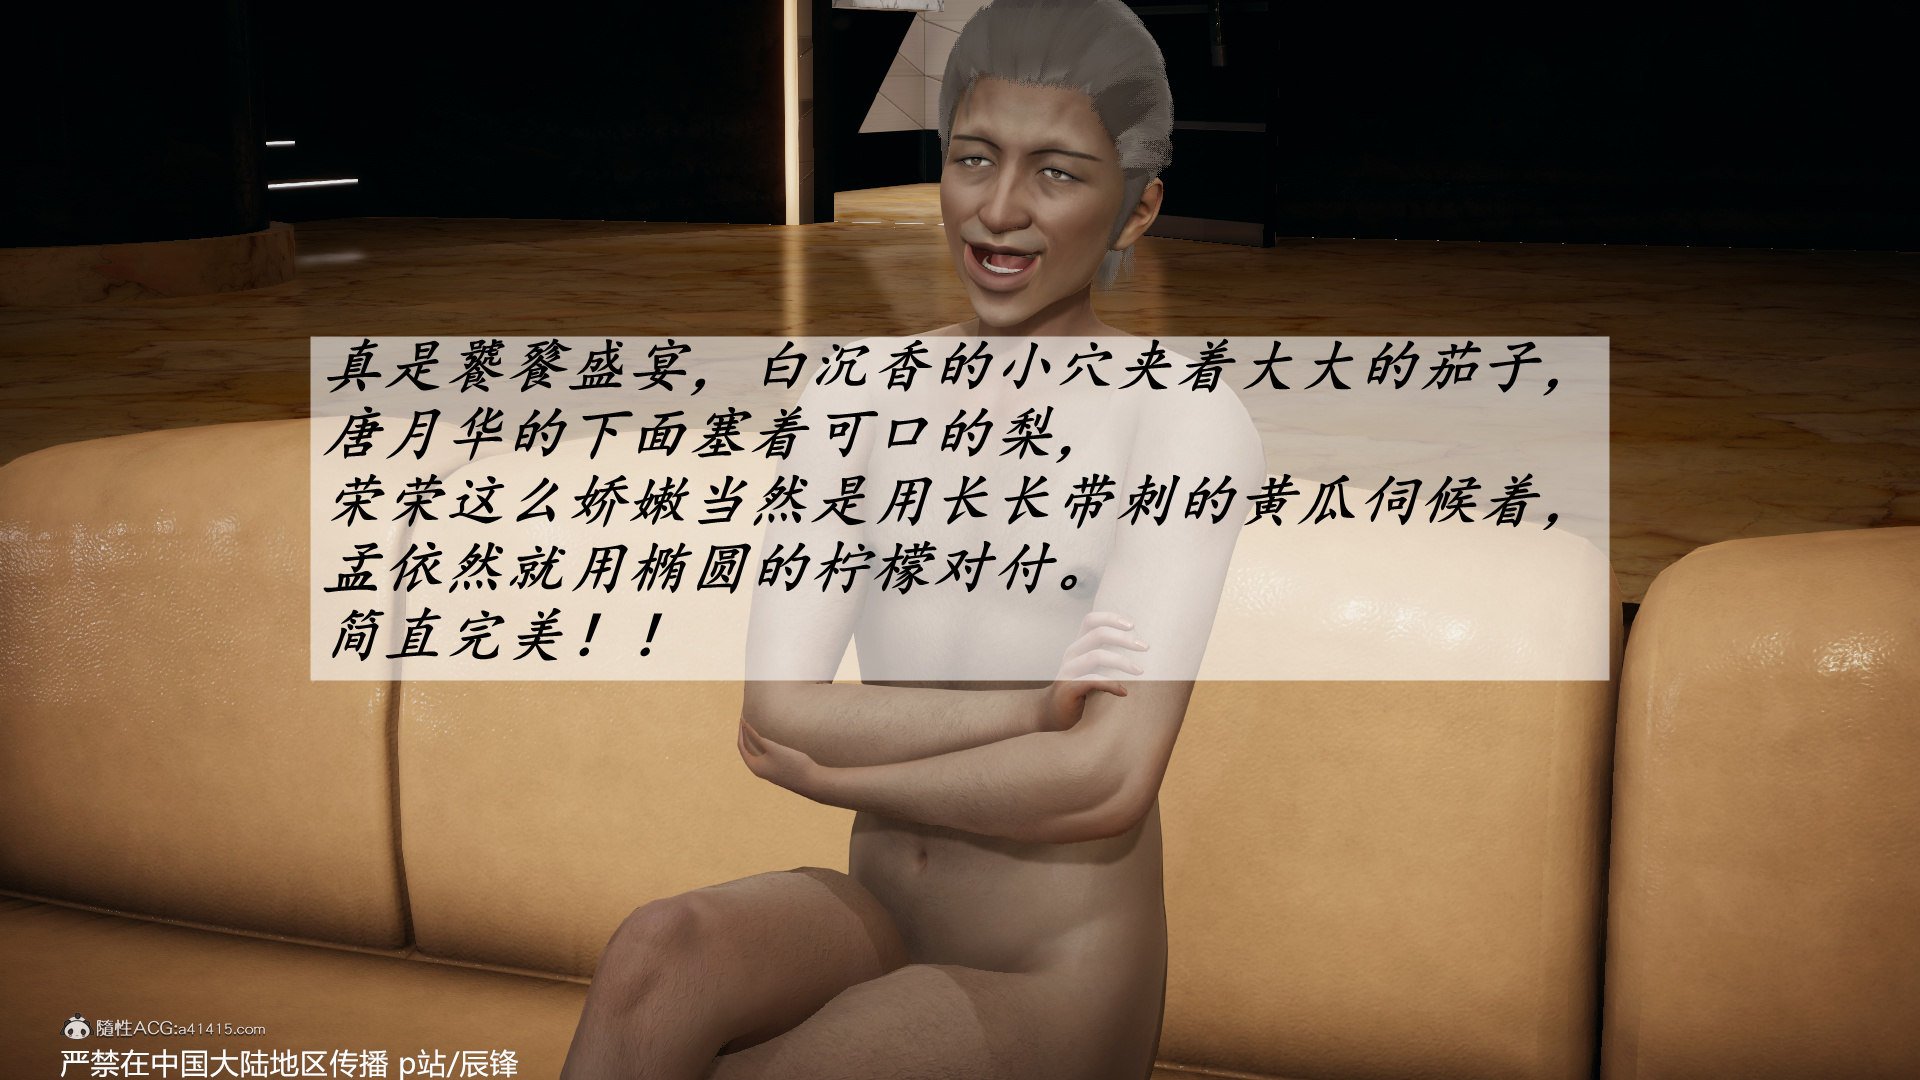 真是饕餮盛宴，白沉香的小穴夹着大大的茄子，
唐月华的下面塞着可口的梨，
荣荣这么娇嫩当然是用长长带刺的黄瓜伺候着，
孟依然就用椭圆的柠檬对付。
简直完美！！
隨性ACG:a41415.com
严禁在中国大陆地区传播 p站/辰锋